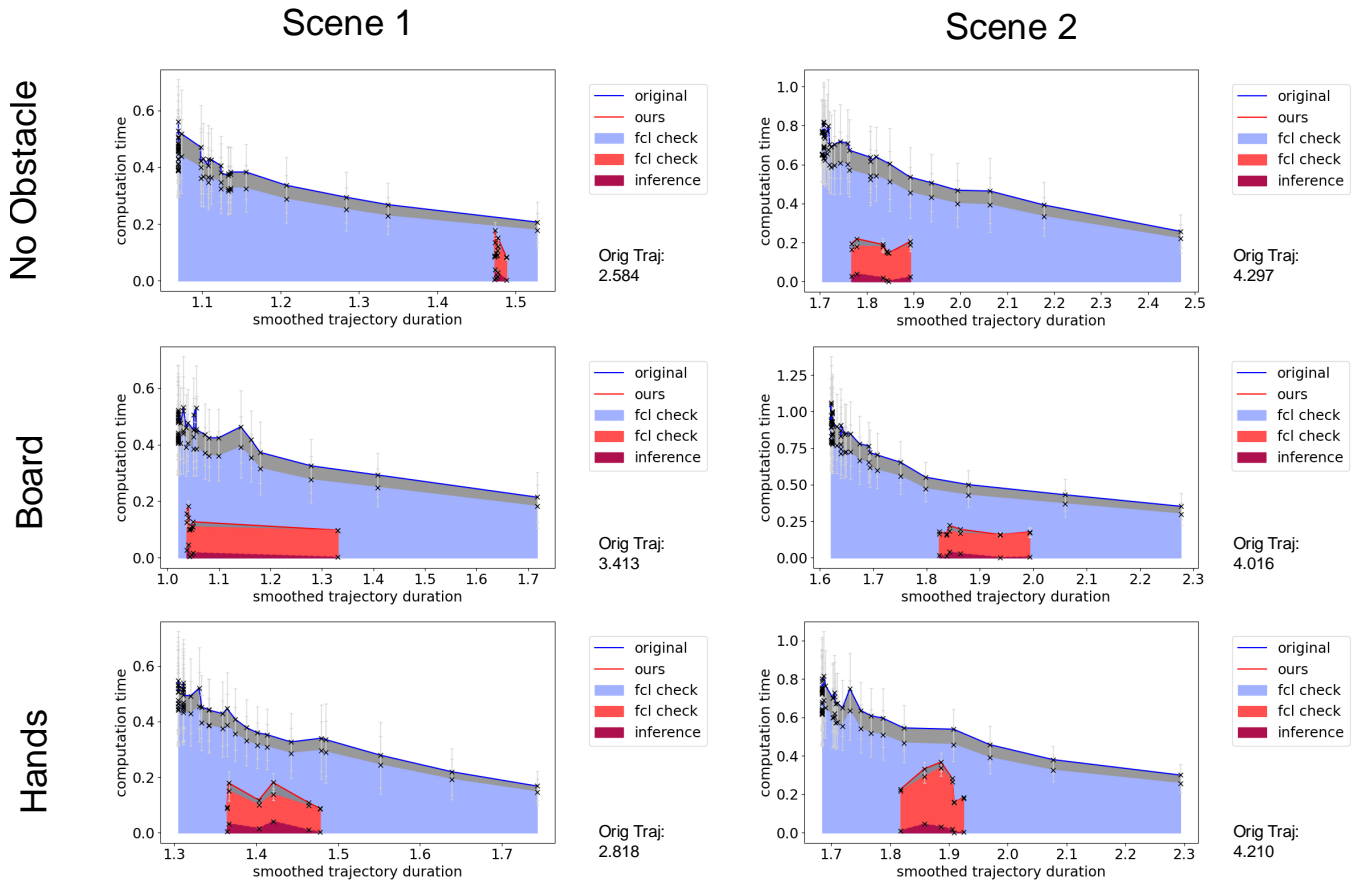 Scene 1
Scene 2
No Obstacle
computation time
0.6
0.4
0.2
0.0
1.1
1.2
1.3
1.4
1.5
smoothed trajectory duration
original
ours
fcl check
fcl check
inference
Orig Traj:
2.584
computation time
1.0
0.8
0.6
0.4
0.2
0.0
1.7
1.8
1.9
2.0
2.1
2.2
2.3
2.4
2.5
smoothed trajectory duration
original
ours
fcl check
fcl check
inference
Orig Traj:
4.297
Board
computation time
0.6
0.4
0.2
0.0
1.0
1.1
1.2
1.3
1.4
1.5
1.6
1.7
smoothed trajectory duration
original
ours
fcl check
fcl check
inference
Orig Traj:
3.413
computation time
1.25
1.00
0.75
0.50
0.25
0.00
1.6
1.7
1.8
1.9
2.0
2.1
2.2
2.3
smoothed trajectory duration
original
ours
fcl check
fcl check
inference
Orig Traj:
4.016
Hands
computation time
0.6
0.4
0.2
0.0
1.3
1.4
1.5
1.6
1.7
smoothed trajectory duration
original
ours
fcl check
fcl check
inference
Orig Traj:
2.818
computation time
1.0
0.8
0.6
0.4
0.2
0.0
1.7
1.8
1.9
2.0
2.1
2.2
2.3
smoothed trajectory duration
original
ours
fcl check
fcl check
inference
Orig Traj:
4.210